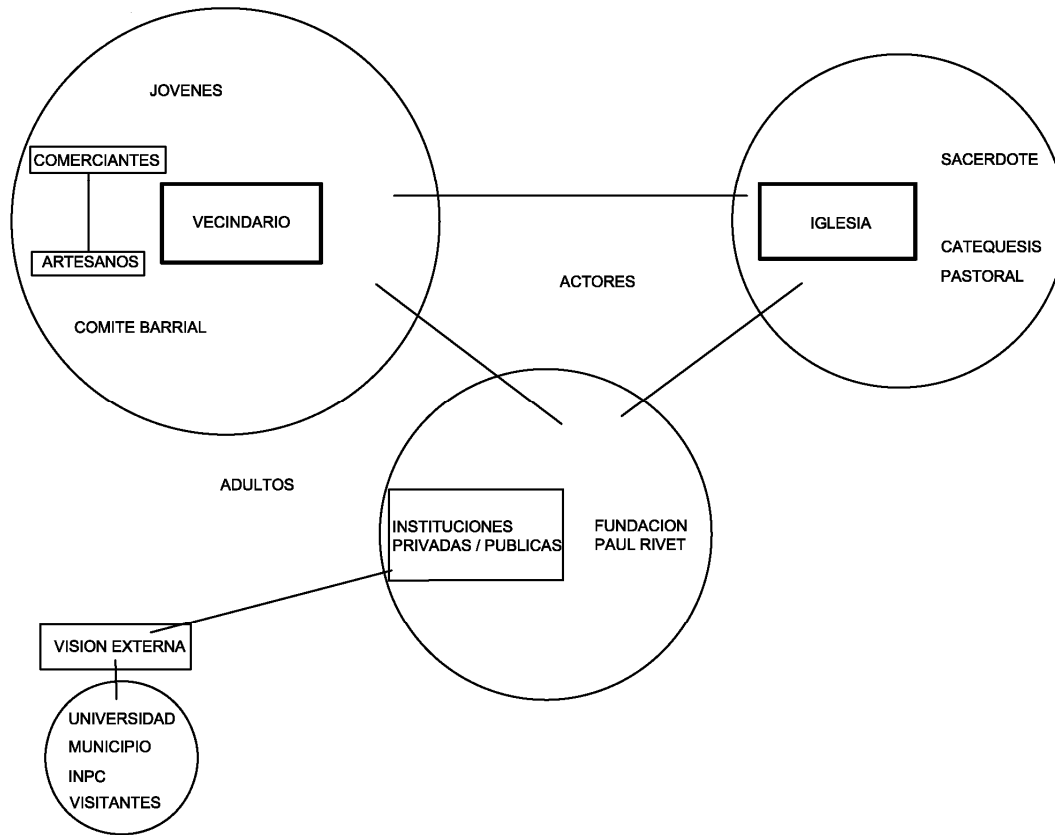 JOVENES
COMERCIANTES
VECINDARIO
ARTESANOS
COMITE BARRIAL
ACTORES
SACERDOTE
IGLESIA
CATEQUESIS
PASTORAL
ADULTOS
INSTITUCIONES
PRIVADAS / PUBLICAS
FUNDACION
PAUL RIVET
VISION EXTERNA
UNIVERSIDAD
MUNICIPIO
INPC
VISITANTES